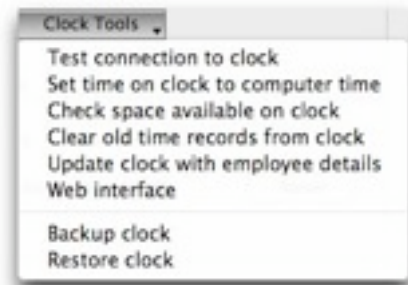 Clock Tools
Test connection to clock
Set time on clock to computer time
Check space available on clock
Clear old time records from clock
Update clock with employee details
Web interface
Backup clock
Restore clock